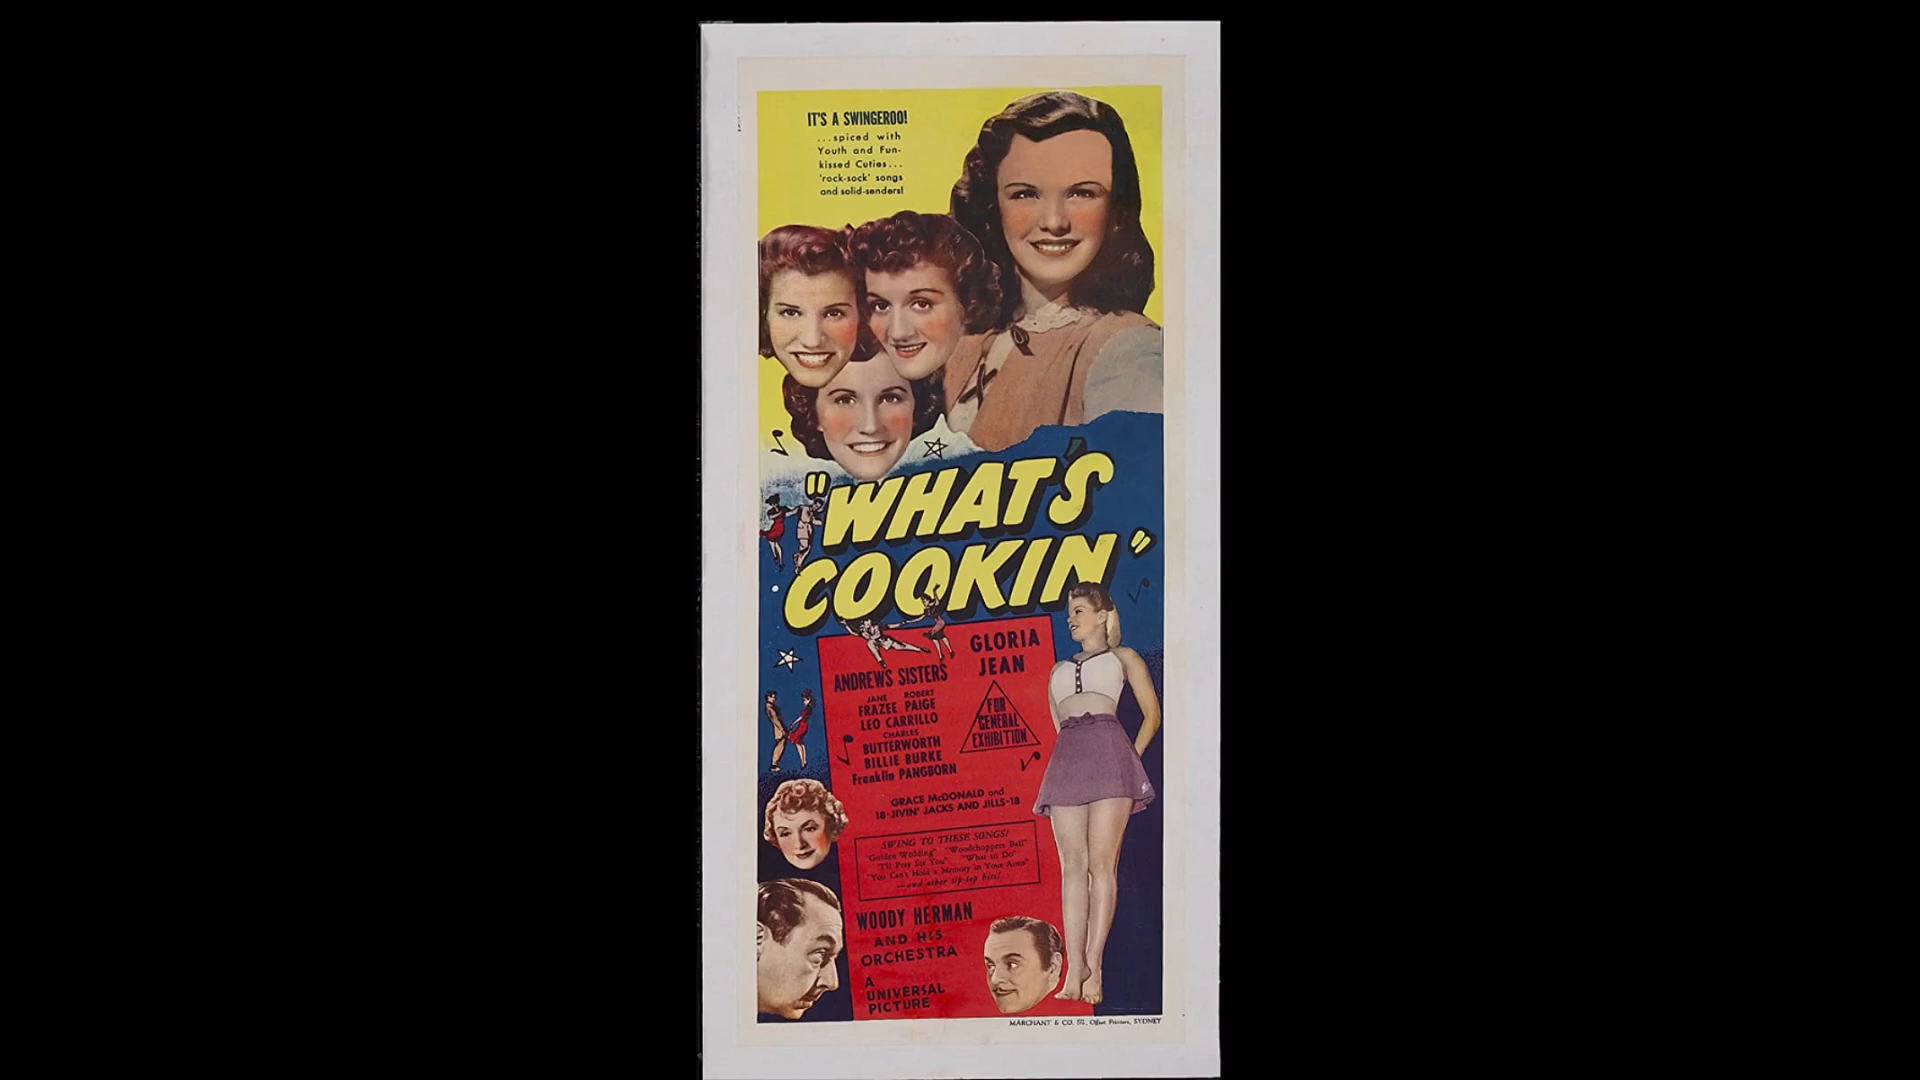 IT'S A SWINGEROO!
...spiced with
Youth and Fun-
kissed Cuties...
'rock-sock' songs
and solid-senders!
"WHAT'S
COOKIN"
GLORIA
JEAN
ANDREWS SISTERS
JANE ROBERT
FRAZEE PAIGE
LEO CARRILLO
CHARLES
BUTTERWORTH
BILLIE BURKE
Franklin PANGBORN
FOR
GENERAL
EXHIBITION
GRACE McDONALD and
18-JIVIN' JACKS AND JILLS-18
SWING TO THESE SONGS!
"Golden Wedding" "Woodchoppers Ball"
"I'll Pray for You" "What to Do"
"You Can't Hold a Memory in Your Arms"
—and other tip-top hits!
WOODY HERMAN
AND HIS
ORCHESTRA
A
UNIVERSAL
PICTURE
MARCHANT & CO. Offset Printers, SYDNEY